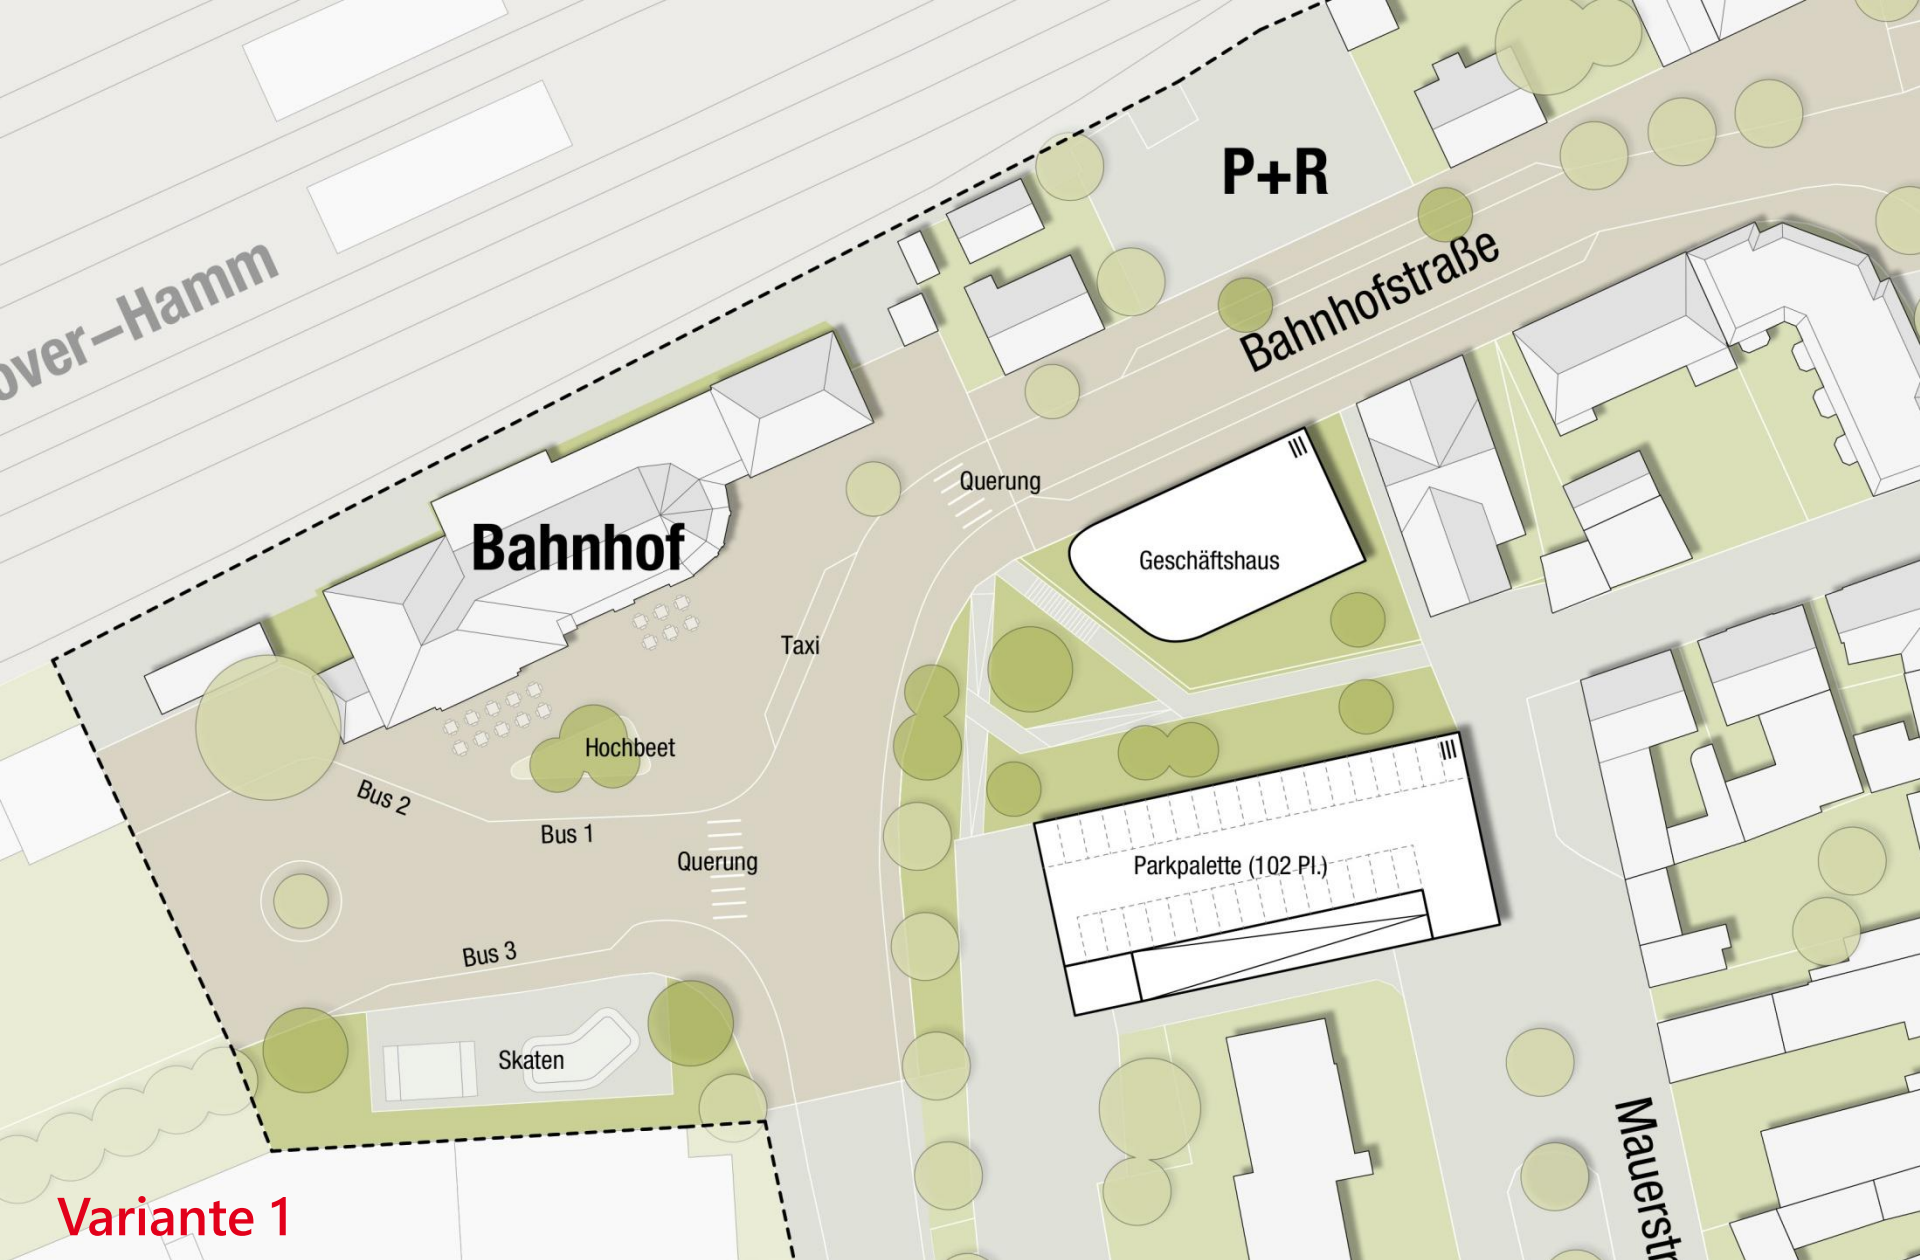 P+R
over–Hamm
Bahnhofstraße
Querung
Bahnhof
Geschäftshaus
Taxi
Hochbeet
Bus 2
Bus 1
Querung
Parkpalette (102 Pl.)
Bus 3
Skaten
Mauerstr
Variante 1